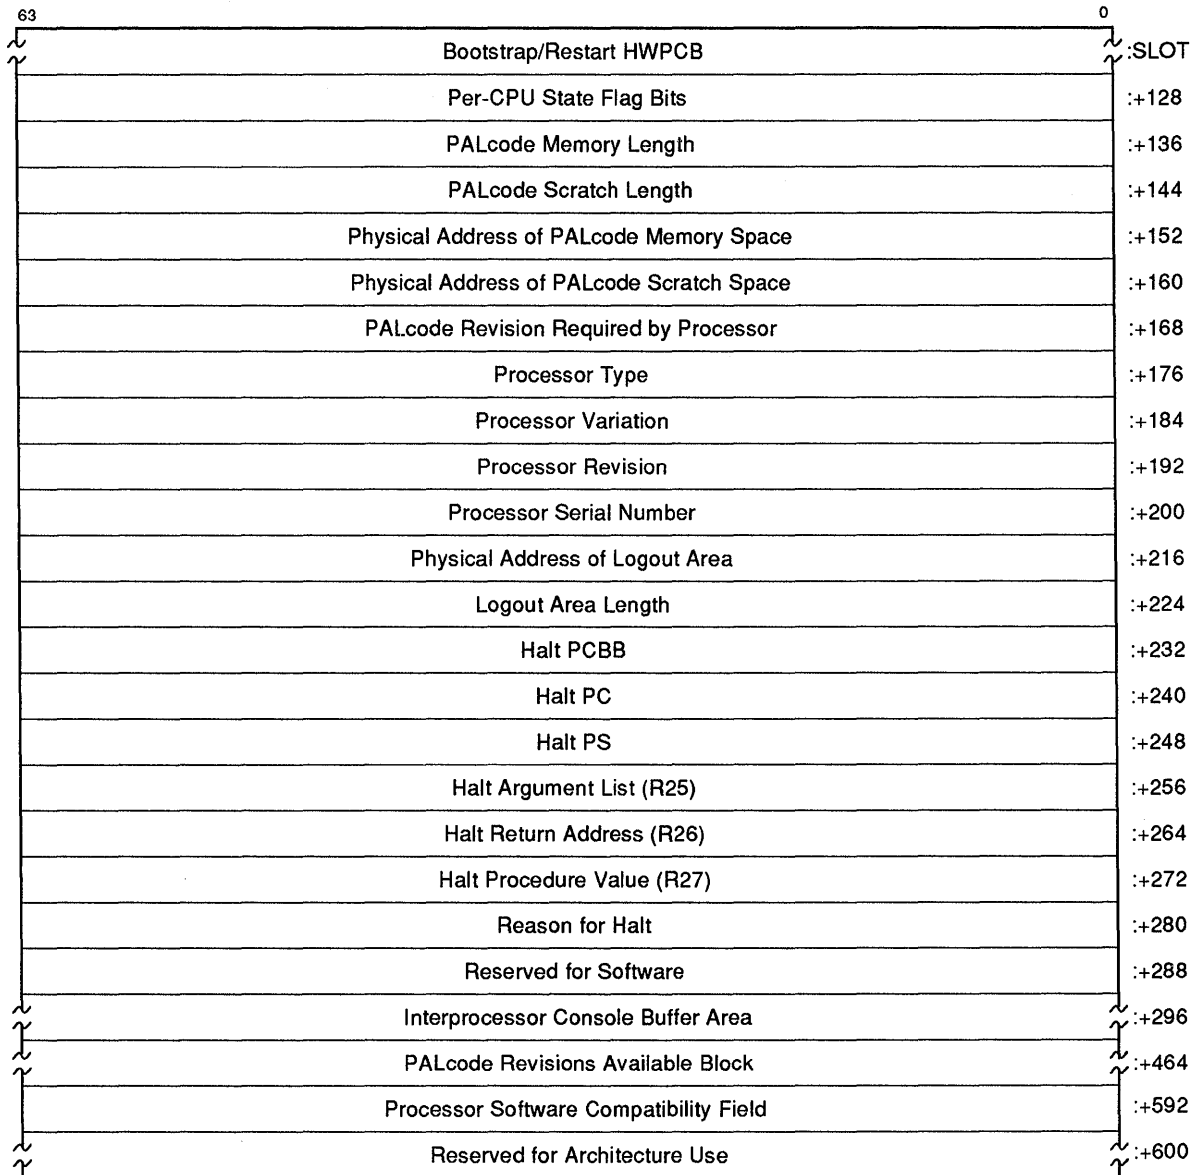 63 0
Bootstrap/Restart HWPCB :SLOT
Per-CPU State Flag Bits :+128
PALcode Memory Length :+136
PALcode Scratch Length :+144
Physical Address of PALcode Memory Space :+152
Physical Address of PALcode Scratch Space :+160
PALcode Revision Required by Processor :+168
Processor Type :+176
Processor Variation :+184
Processor Revision :+192
Processor Serial Number :+200
Physical Address of Logout Area :+216
Logout Area Length :+224
Halt PCBB :+232
Halt PC :+240
Halt PS :+248
Halt Argument List (R25) :+256
Halt Return Address (R26) :+264
Halt Procedure Value (R27) :+272
Reason for Halt :+280
Reserved for Software :+288
Interprocessor Console Buffer Area :+296
PALcode Revisions Available Block :+464
Processor Software Compatibility Field :+592
Reserved for Architecture Use :+600